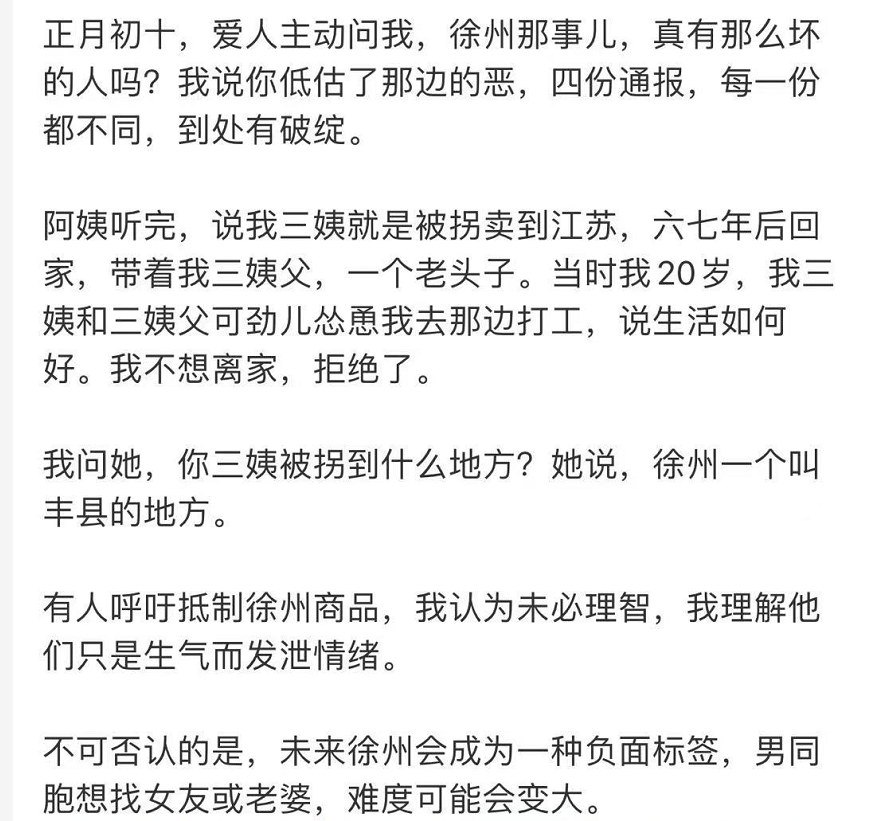 正月初十，爱人主动问我，徐州那事儿，真有那么坏
的人吗？我说你低估了那边的恶，四份通报，每一份
都不同，到处有破绽。
阿姨听完，说我三姨就是被拐卖到江苏，六七年后回
家，带着我三姨父，一个老头子。当时我20岁，我三
姨和三姨父可劲儿怂恿我去那边打工，说生活如何
好。我不想离家，拒绝了。
我问她，你三姨被拐到什么地方？她说，徐州一个叫
丰县的地方。
有人呼吁抵制徐州商品，我认为未必理智，我理解他
们只是生气而发泄情绪。
不可否认的是，未来徐州会成为一种负面标签，男同
胞想找女友或老婆，难度可能会变大。